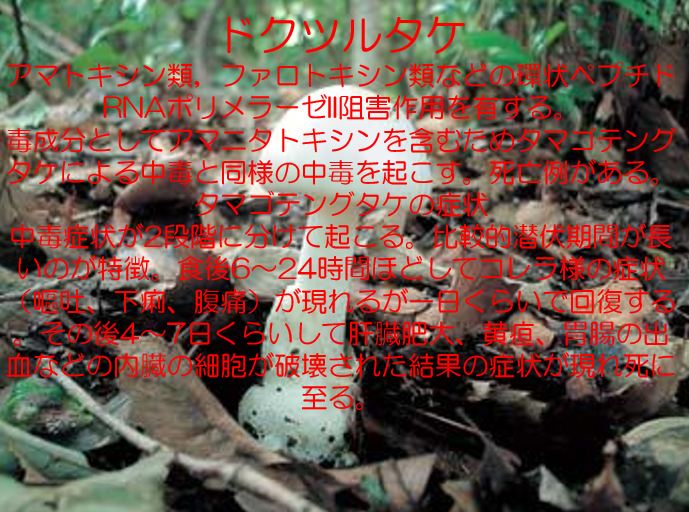 ドクツルタケ
アマトキシン類，ファロトキシン類などの環状ペプチド
RNAポリメラーゼII阻害作用を有する。
毒成分としてアマニタトキシンを含むためタマゴテング
タケによる中毒と同様の中毒を起こす。死亡例がある。
タマゴテングタケの症状
中毒症状が2段階に分けて起こる。比較的潜伏期間が長
いのが特徴。食後6～24時間ほどしてコレラ様の症状
（嘔吐、下痢、腹痛）が現れるが一日くらいで回復する
。その後4～7日くらいして肝臓肥大、黄疸、胃腸の出
血などの内臓の細胞が破壊された結果の症状が現れ死に
至る。